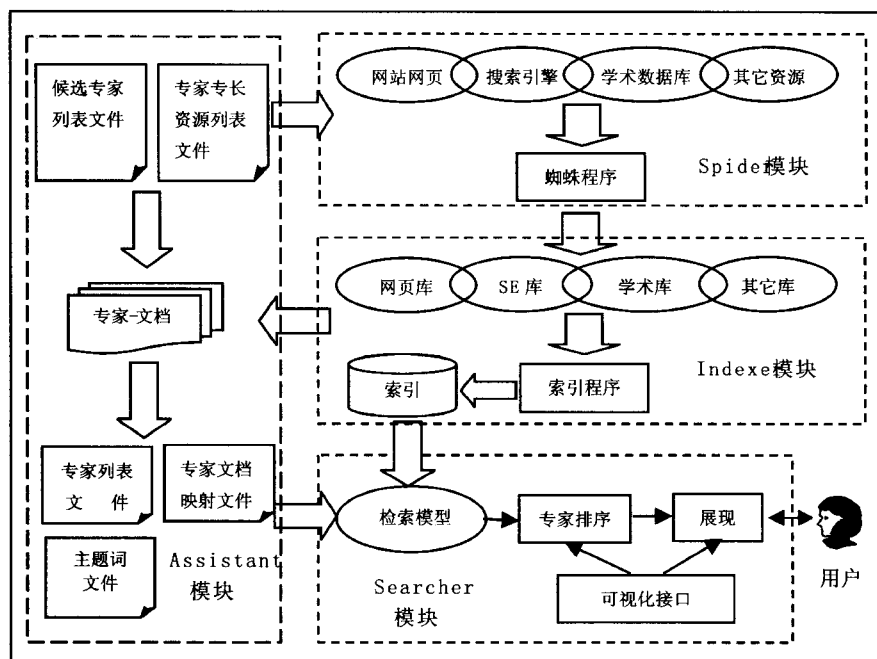 候选专家
列表文件
专家专长
资源列表
文件
专家-文档
专家列表
文 件
专家文档
映射文件
主题词
文件
Assistant
模块
网站网页
搜索引擎
学术数据库
其它资源
蜘蛛程序
Spider模块
网页库
SE库
学术库
其它库
索引
索引程序
Indexe模块
检索模型
专家排序
展现
可视化接口
Searcher
模块
用户